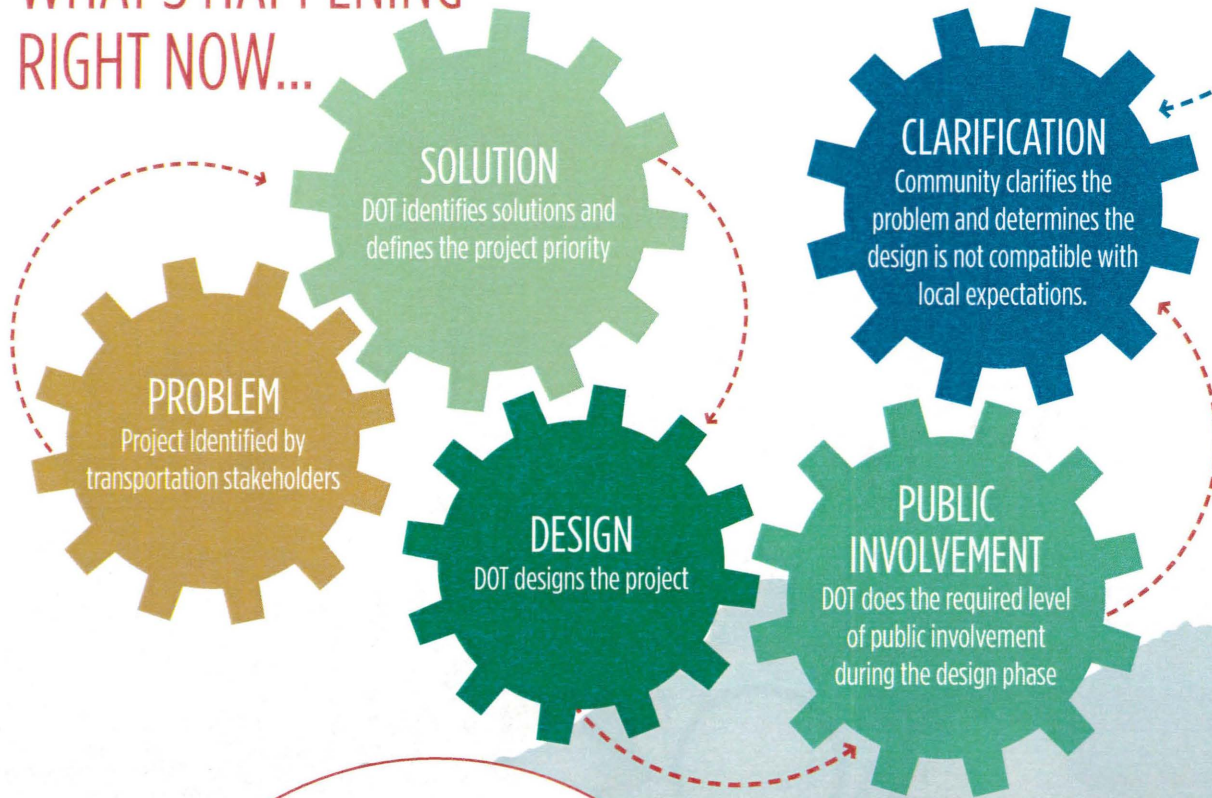 WHAT'S HAPPENING
RIGHT NOW...
SOLUTION
DOT identifies solutions and
defines the project priority
CLARIFICATION
Community clarifies the
problem and determines the
design is not compatible with
local expectations.
PROBLEM
Project Identified by
transportation stakeholders
DESIGN
DOT designs the project
PUBLIC
INVOLVEMENT
DOT does the required level
of public involvement
during the design phase